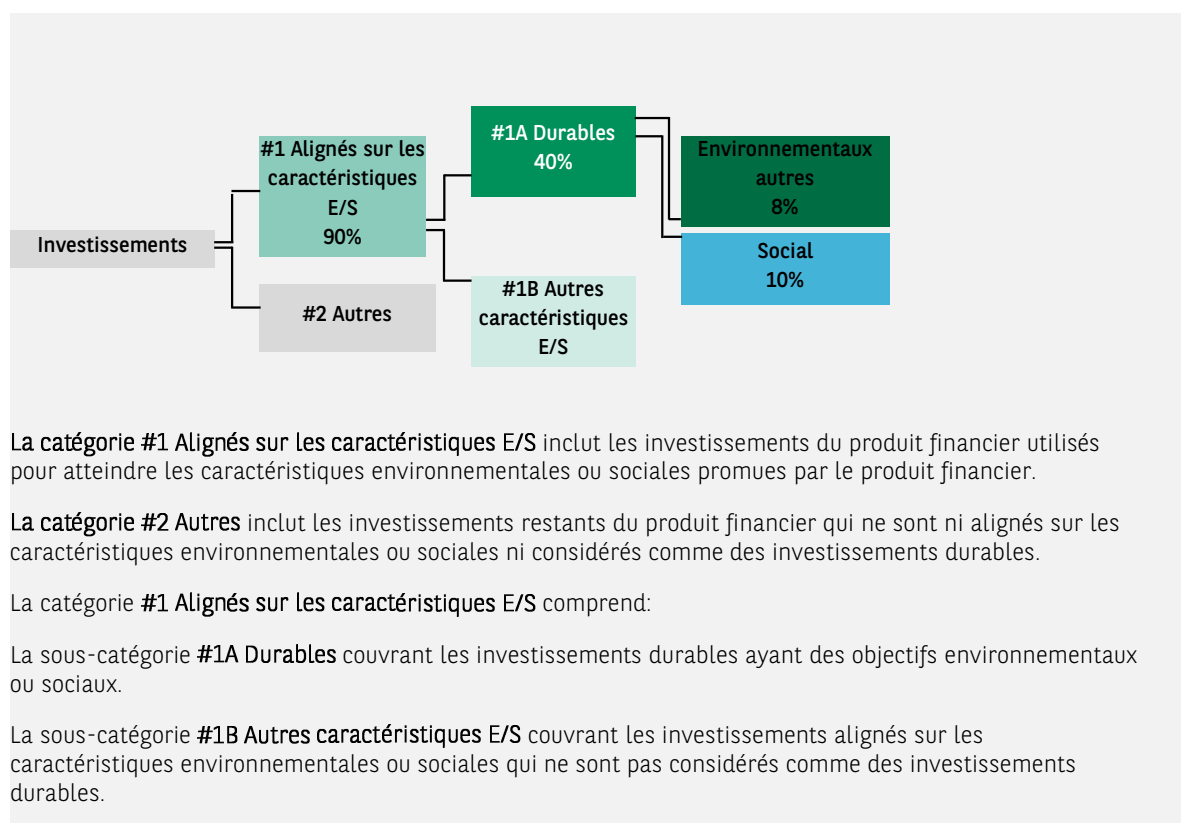 #1A Durables
40%
#1 Alignés sur les
caractéristiques
E/S
90%
Environnementaux
autres
8%
Investissements
Social
10%
#2 Autres
#1B Autres
caractéristiques
E/S
La catégorie #1 Alignés sur les caractéristiques E/S inclut les investissements du produit financier utilisés
pour atteindre les caractéristiques environnementales ou sociales promues par le produit financier.
La catégorie #2 Autres inclut les investissements restants du produit financier qui ne sont ni alignés sur les
caractéristiques environnementales ou sociales ni considérés comme des investissements durables.
La catégorie #1 Alignés sur les caractéristiques E/S comprend:
La sous-catégorie #1A Durables couvrant les investissements durables ayant des objectifs environnementaux
ou sociaux.
La sous-catégorie #1B Autres caractéristiques E/S couvrant les investissements alignés sur les
caractéristiques environnementales ou sociales qui ne sont pas considérés comme des investissements
durables.